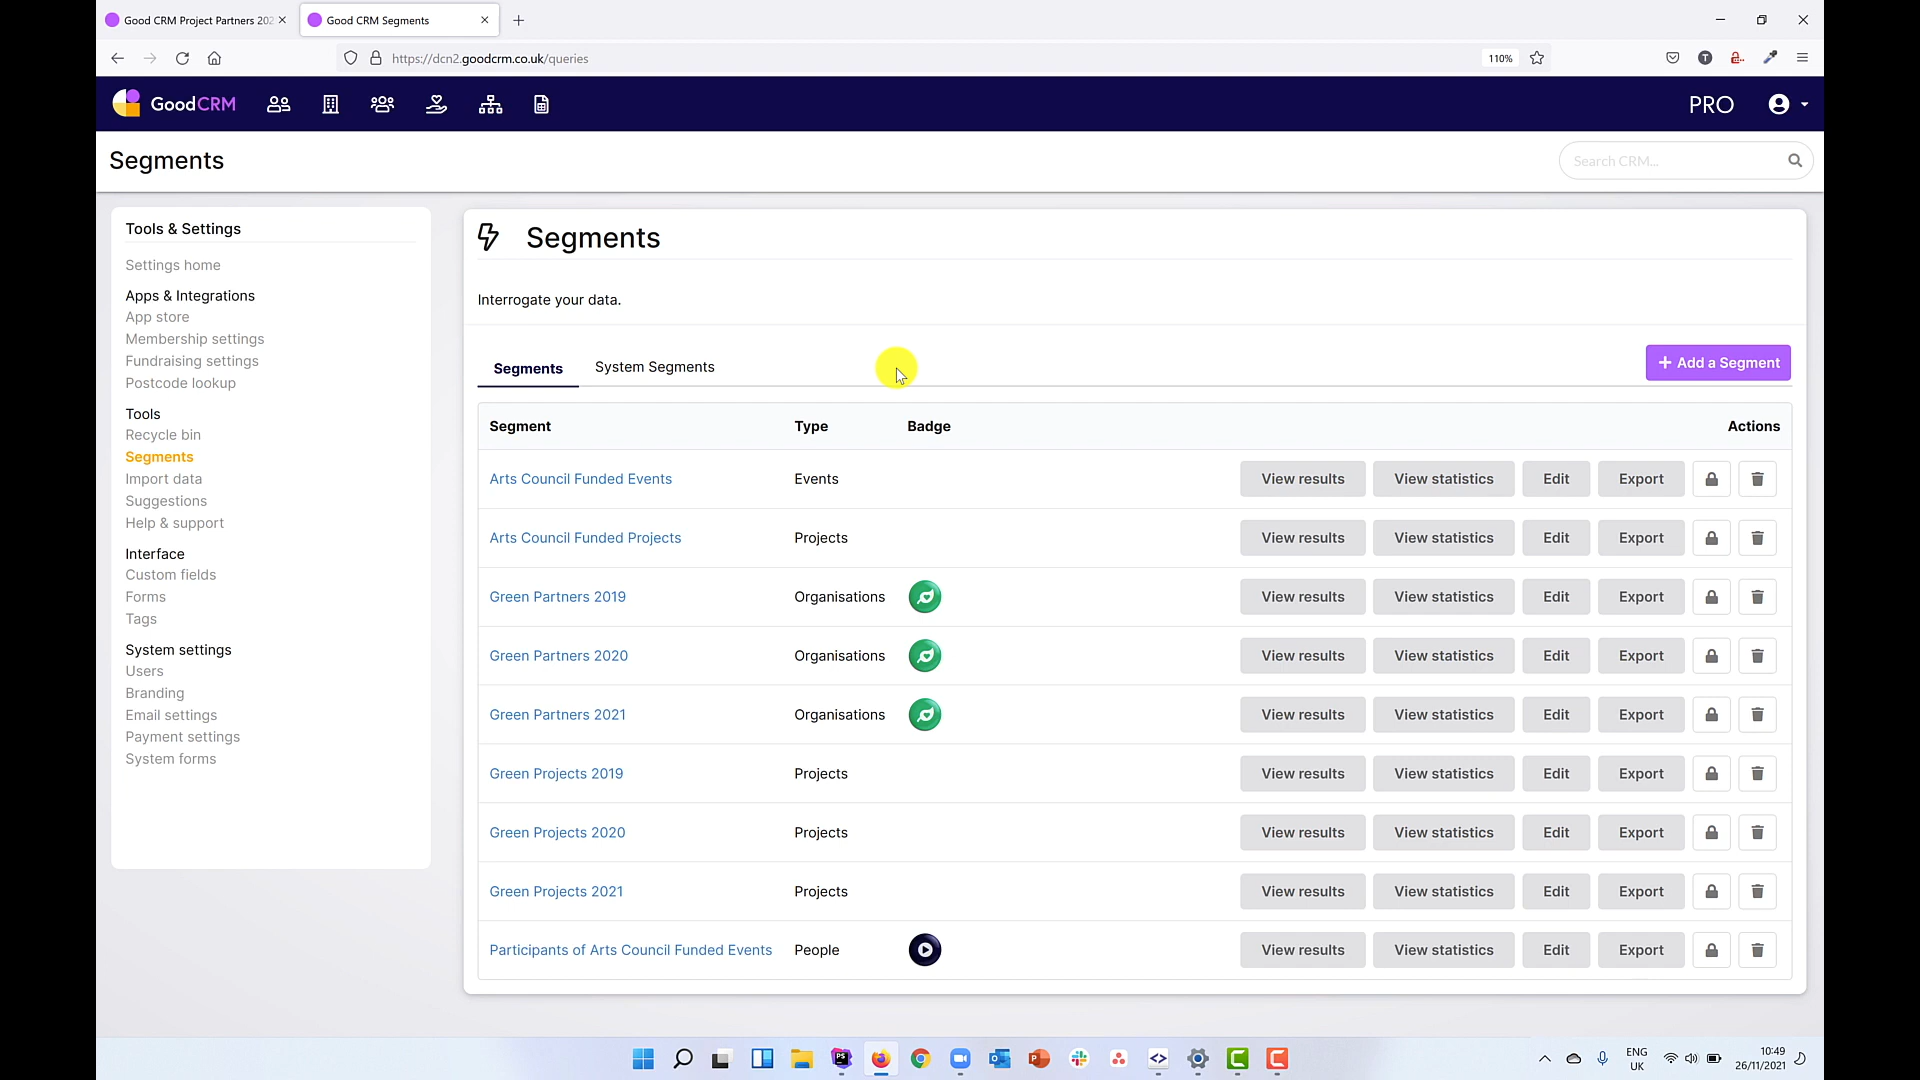 Good CRM Project Partners 202
Good CRM Segments
https://dcn2.goodcrm.co.uk/queries
110%
T
GoodCRM
PRO
Segments
Search CRM...
Tools & Settings
Settings home
Apps & Integrations
App store
Membership settings
Fundraising settings
Postcode lookup
Tools
Recycle bin
Segments
Import data
Suggestions
Help & support
Interface
Custom fields
Forms
Tags
System settings
Users
Branding
Email settings
Payment settings
System forms
Segments
Interrogate your data.
Segments System Segments + Add a Segment
Segment Type Badge Actions
Arts Council Funded Events Events View results View statistics Edit Export
Arts Council Funded Projects Projects View results View statistics Edit Export
Green Partners 2019 Organisations View results View statistics Edit Export
Green Partners 2020 Organisations View results View statistics Edit Export
Green Partners 2021 Organisations View results View statistics Edit Export
Green Projects 2019 Projects View results View statistics Edit Export
Green Projects 2020 Projects View results View statistics Edit Export
Green Projects 2021 Projects View results View statistics Edit Export
Participants of Arts Council Funded Events People View results View statistics Edit Export
PS
P
C
C
ENG
UK
10:49
26/11/2021